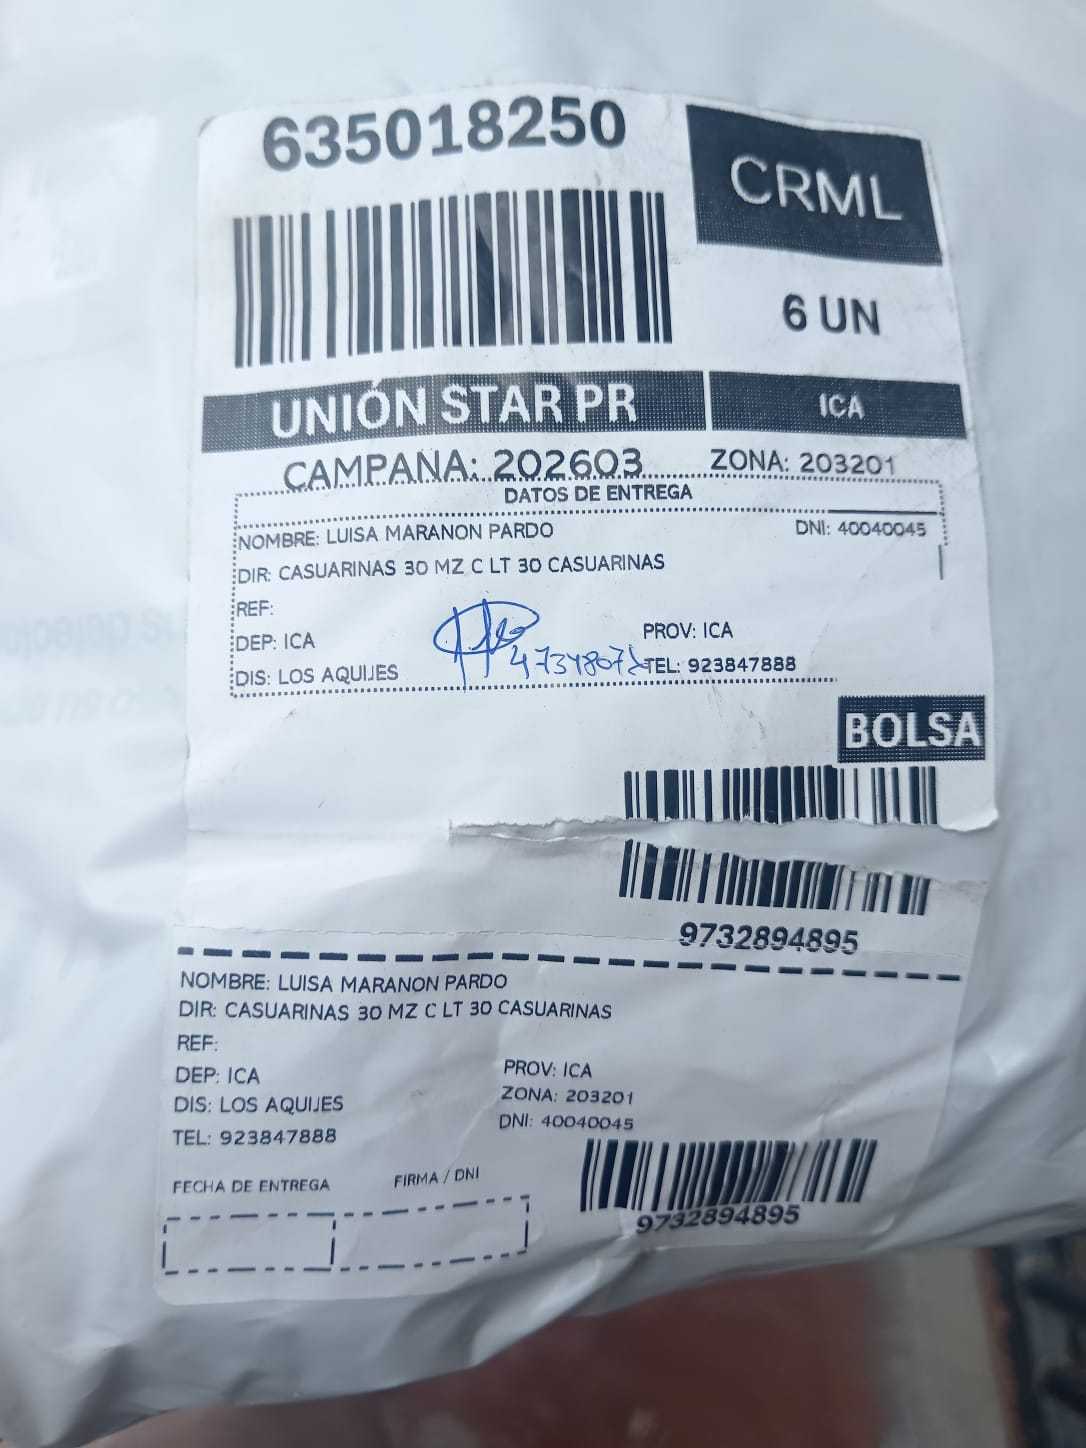 635018250
CRML
6 UN
UNIÓN STAR PR
ICA
CAMPAÑA: 202603
ZONA: 203201
DATOS DE ENTREGA
NOMBRE: LUISA MARANON PARDO
DNI: 40040045
DIR: CASUARINAS 30 MZ C LT 30 CASUARINAS
REF:
DEP: ICA
PROV: ICA
DIS: LOS AQUIJES
TEL: 923847888
BOLSA
9732894895
NOMBRE: LUISA MARANON PARDO
DIR: CASUARINAS 30 MZ C LT 30 CASUARINAS
REF:
DEP: ICA
PROV: ICA
DIS: LOS AQUIJES
ZONA: 203201
TEL: 923847888
DNI: 40040045
FECHA DE ENTREGA
FIRMA / DNI
9732894895